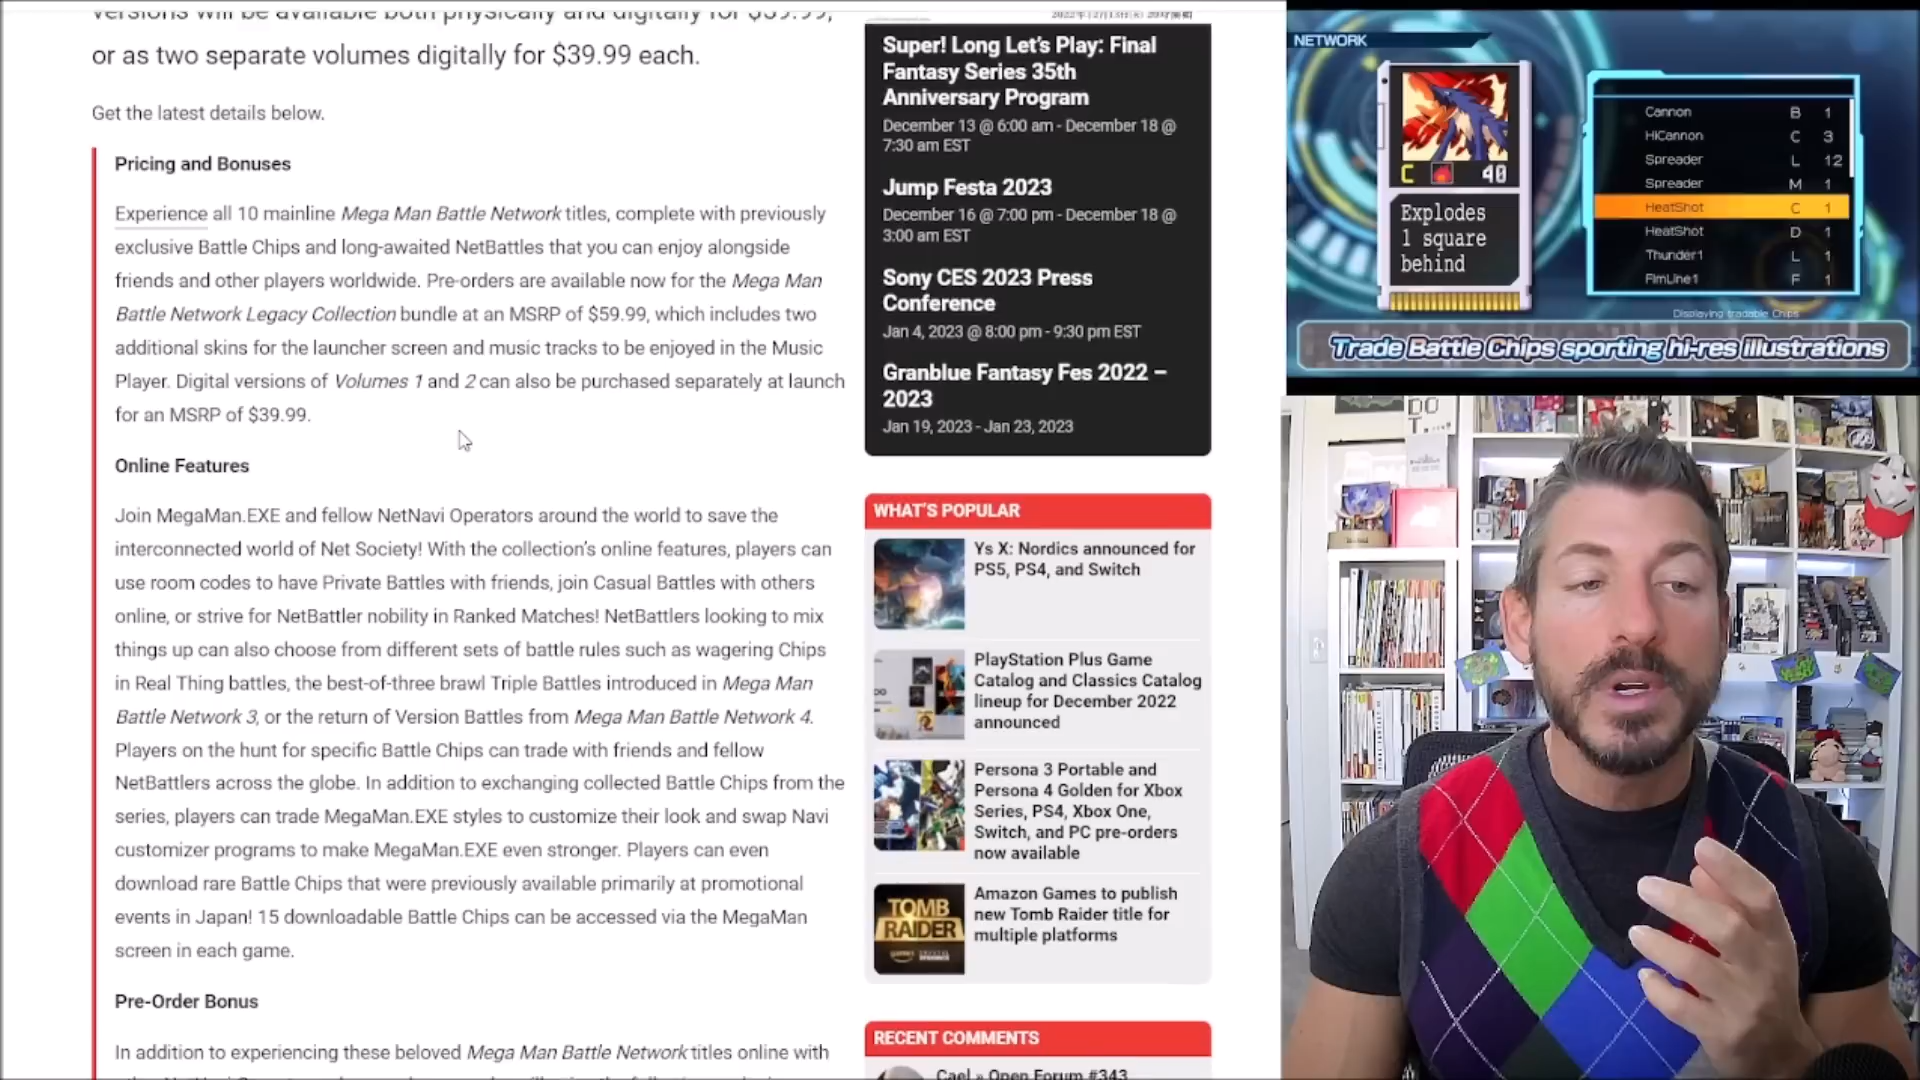 versions will be available both physically and digitally for $59.99,
or as two separate volumes digitally for $39.99 each.
Get the latest details below.
Pricing and Bonuses
Experience all 10 mainline Mega Man Battle Network titles, complete with previously
exclusive Battle Chips and long-awaited NetBattles that you can enjoy alongside
friends and other players worldwide. Pre-orders are available now for the Mega Man
Battle Network Legacy Collection bundle at an MSRP of $59.99, which includes two
additional skins for the launcher screen and music tracks to be enjoyed in the Music
Player. Digital versions of Volumes 1 and 2 can also be purchased separately at launch
for an MSRP of $39.99.
Online Features
Join MegaMan.EXE and fellow NetNavi Operators around the world to save the
interconnected world of Net Society! With the collection's online features, players can
use room codes to have Private Battles with friends, join Casual Battles with others
online, or strive for NetBattler nobility in Ranked Matches! NetBattlers looking to mix
things up can also choose from different sets of battle rules such as wagering Chips
in Real Thing battles, the best-of-three brawl Triple Battles introduced in Mega Man
Battle Network 3, or the return of Version Battles from Mega Man Battle Network 4.
Players on the hunt for specific Battle Chips can trade with friends and fellow
NetBattlers across the globe. In addition to exchanging collected Battle Chips from the
series, players can trade MegaMan.EXE styles to customize their look and swap Navi
customizer programs to make MegaMan.EXE even stronger. Players can even
download rare Battle Chips that were previously available primarily at promotional
events in Japan! 15 downloadable Battle Chips can be accessed via the MegaMan
screen in each game.
Pre-Order Bonus
In addition to experiencing these beloved Mega Man Battle Network titles online with
Super! Long Let's Play: Final
Fantasy Series 35th
Anniversary Program
December 13 @ 6:00 am - December 18 @
7:30 am EST
Jump Festa 2023
December 16 @ 7:00 pm - December 18 @
3:00 am EST
Sony CES 2023 Press
Conference
Jan 4, 2023 @ 8:00 pm - 9:30 pm EST
Granblue Fantasy Fes 2022 –
2023
Jan 19, 2023 - Jan 23, 2023
WHAT'S POPULAR
Ys X: Nordics announced for
PS5, PS4, and Switch
PlayStation Plus Game
Catalog and Classics Catalog
lineup for December 2022
announced
Persona 3 Portable and
Persona 4 Golden for Xbox
Series, PS4, Xbox One,
Switch, and PC pre-orders
now available
TOMB
RAIDER
Amazon Games to publish
new Tomb Raider title for
multiple platforms
RECENT COMMENTS
Cael » Open Forum #343
NETWORK
C 40
Explodes
1 square
behind
Cannon B 1
HiCannon C 3
Spreader L 12
Spreader M 1
HeatShot C 1
HeatShot D 1
Thunder1 L 1
FlmLine1 F 1
Displaying tradable Chips
Trade Battle Chips sporting hi-res illustrations